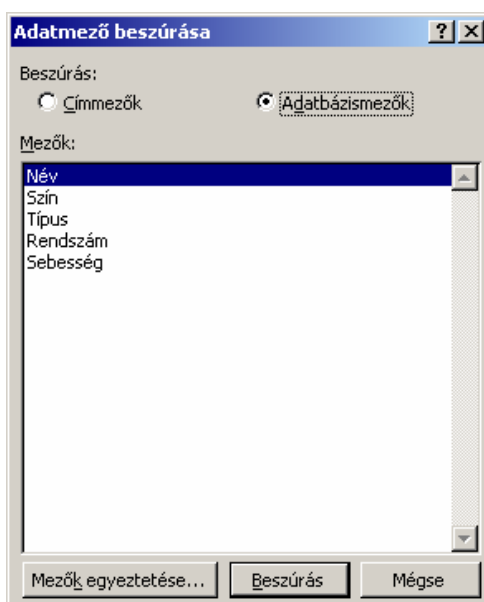 Adatmező beszúrása
Beszúrás:
Címmezők Adatbázismezők
Mezők:
Név
Szín
Típus
Rendszám
Sebesség
Mezők egyeztetése... Beszúrás Mégse